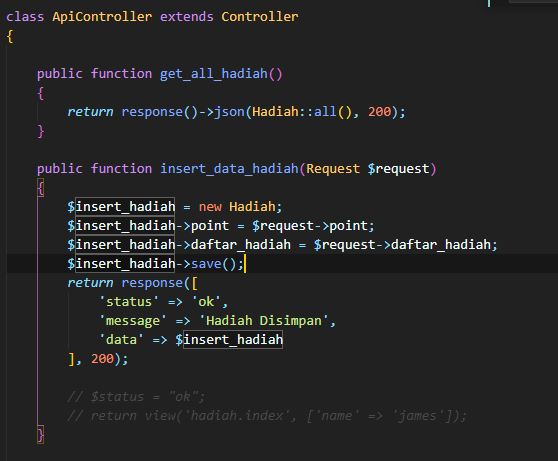 class ApiController extends Controller
{
    public function get_all_hadiah()
    {
        return response()->json(Hadiah::all(), 200);
    }
    public function insert_data_hadiah(Request $request)
    {
        $insert_hadiah = new Hadiah;
        $insert_hadiah->point = $request->point;
        $insert_hadiah->daftar_hadiah = $request->daftar_hadiah;
        $insert_hadiah->save();
        return response([
            'status' => 'ok',
            'message' => 'Hadiah Disimpan',
            'data' => $insert_hadiah
        ], 200);
        // $status = "ok";
        // return view('hadiah.index', ['name' => 'james']);
    }